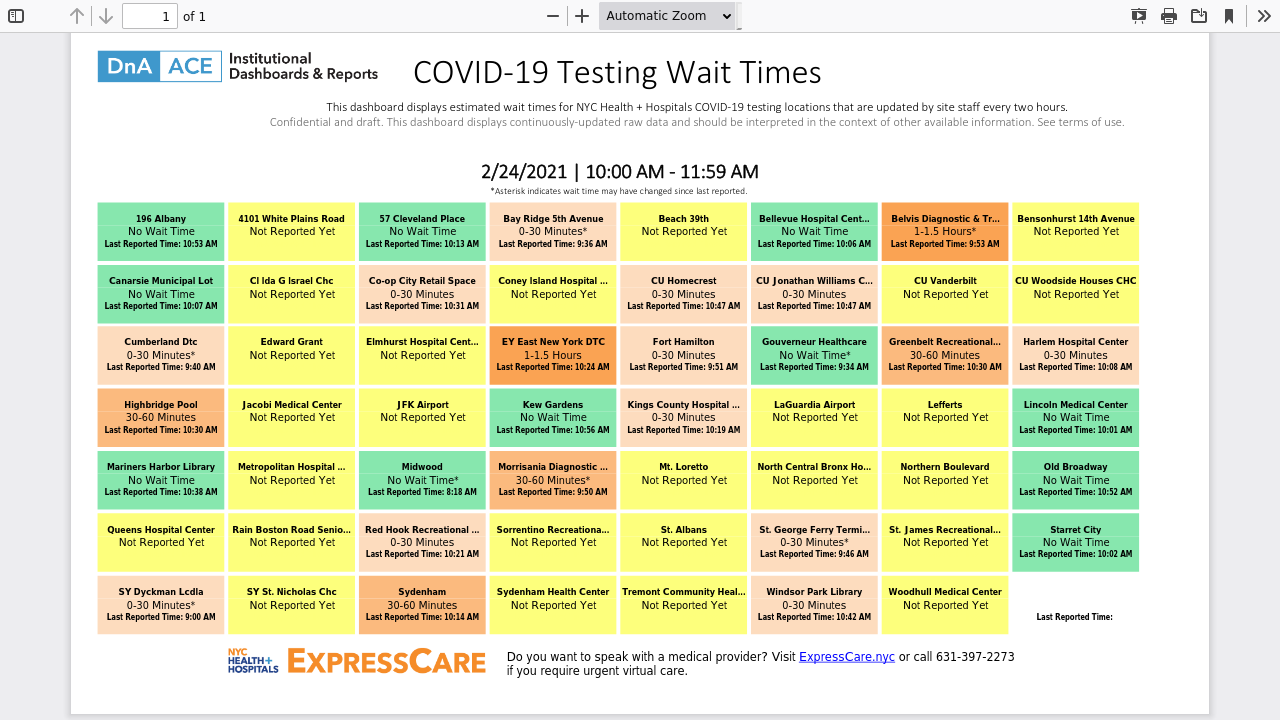 1 of 1 Automatic Zoom
DnA ACE Institutional Dashboards & Reports
COVID-19 Testing Wait Times
This dashboard displays estimated wait times for NYC Health + Hospitals COVID-19 testing locations that are updated by site staff every two hours.
Confidential and draft. This dashboard displays continuously-updated raw data and should be interpreted in the context of other available information. See terms of use.
2/24/2021 | 10:00 AM - 11:59 AM
*Asterisk indicates wait time may have changed since last reported.
196 Albany
No Wait Time
Last Reported Time: 10:53 AM
4101 White Plains Road
Not Reported Yet
57 Cleveland Place
No Wait Time
Last Reported Time: 10:13 AM
Bay Ridge 5th Avenue
0-30 Minutes*
Last Reported Time: 9:36 AM
Beach 39th
Not Reported Yet
Bellevue Hospital Cent...
No Wait Time
Last Reported Time: 10:06 AM
Belvis Diagnostic & Tr...
1-1.5 Hours*
Last Reported Time: 9:53 AM
Bensonhurst 14th Avenue
Not Reported Yet
Canarsie Municipal Lot
No Wait Time
Last Reported Time: 10:07 AM
CI Ida G Israel Chc
Not Reported Yet
Co-op City Retail Space
0-30 Minutes
Last Reported Time: 10:31 AM
Coney Island Hospital ...
Not Reported Yet
CU Homecrest
0-30 Minutes
Last Reported Time: 10:47 AM
CU Jonathan Williams C...
0-30 Minutes
Last Reported Time: 10:47 AM
CU Vanderbilt
Not Reported Yet
CU Woodside Houses CHC
Not Reported Yet
Cumberland Dtc
0-30 Minutes*
Last Reported Time: 9:40 AM
Edward Grant
Not Reported Yet
Elmhurst Hospital Cent...
Not Reported Yet
EY East New York DTC
1-1.5 Hours
Last Reported Time: 10:24 AM
Fort Hamilton
0-30 Minutes
Last Reported Time: 9:51 AM
Gouverneur Healthcare
No Wait Time*
Last Reported Time: 9:34 AM
Greenbelt Recreational...
30-60 Minutes
Last Reported Time: 10:30 AM
Harlem Hospital Center
0-30 Minutes
Last Reported Time: 10:08 AM
Highbridge Pool
30-60 Minutes
Last Reported Time: 10:30 AM
Jacobi Medical Center
Not Reported Yet
JFK Airport
Not Reported Yet
Kew Gardens
No Wait Time
Last Reported Time: 10:56 AM
Kings County Hospital ...
0-30 Minutes
Last Reported Time: 10:19 AM
LaGuardia Airport
Not Reported Yet
Lefferts
Not Reported Yet
Lincoln Medical Center
No Wait Time
Last Reported Time: 10:01 AM
Mariners Harbor Library
No Wait Time
Last Reported Time: 10:38 AM
Metropolitan Hospital ...
Not Reported Yet
Midwood
No Wait Time*
Last Reported Time: 8:18 AM
Morrisania Diagnostic ...
30-60 Minutes*
Last Reported Time: 9:50 AM
Mt. Loretto
Not Reported Yet
North Central Bronx Ho...
Not Reported Yet
Northern Boulevard
Not Reported Yet
Old Broadway
No Wait Time
Last Reported Time: 10:52 AM
Queens Hospital Center
Not Reported Yet
Rain Boston Road Senio...
Not Reported Yet
Red Hook Recreational ...
0-30 Minutes
Last Reported Time: 10:21 AM
Sorrentino Recreationa...
Not Reported Yet
St. Albans
Not Reported Yet
St. George Ferry Termi...
0-30 Minutes*
Last Reported Time: 9:46 AM
St. James Recreational...
Not Reported Yet
Starret City
No Wait Time
Last Reported Time: 10:02 AM
SY Dyckman Lcdla
0-30 Minutes*
Last Reported Time: 9:00 AM
SY St. Nicholas Chc
Not Reported Yet
Sydenham
30-60 Minutes
Last Reported Time: 10:14 AM
Sydenham Health Center
Not Reported Yet
Tremont Community Heal...
Not Reported Yet
Windsor Park Library
0-30 Minutes
Last Reported Time: 10:42 AM
Woodhull Medical Center
Not Reported Yet
Last Reported Time:
NYC HEALTH+ HOSPITALS
EXPRESSCARE
Do you want to speak with a medical provider? Visit ExpressCare.nyc or call 631-397-2273
if you require urgent virtual care.